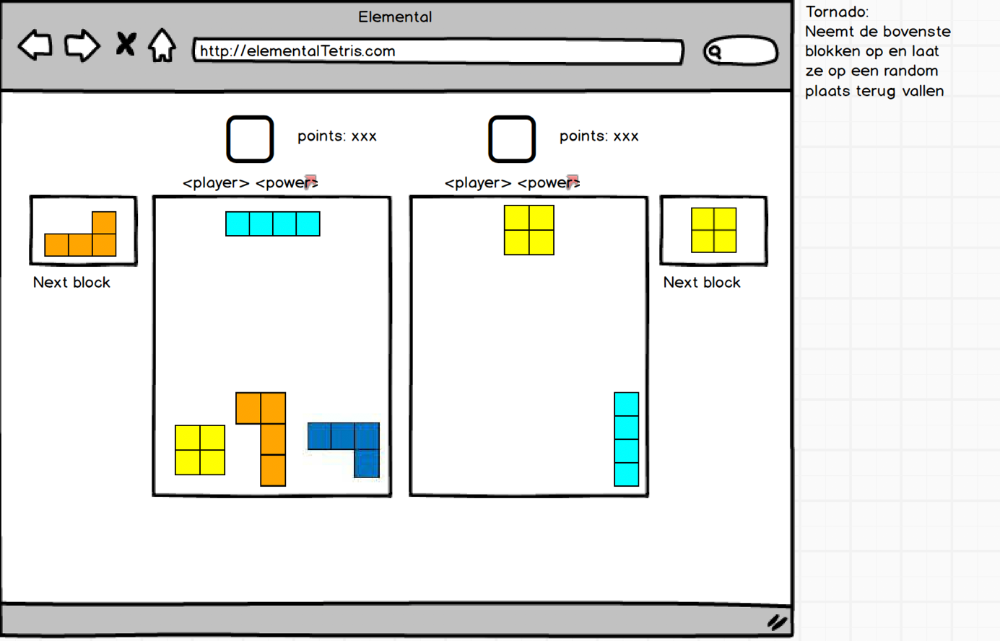 Elemental
http://elementalTetris.com
points: xxx
points: xxx
<player> <power>
<player> <power>
Next block
Next block
Tornado:
Neemt de bovenste
blokken op en laat
ze op een random
plaats terug vallen